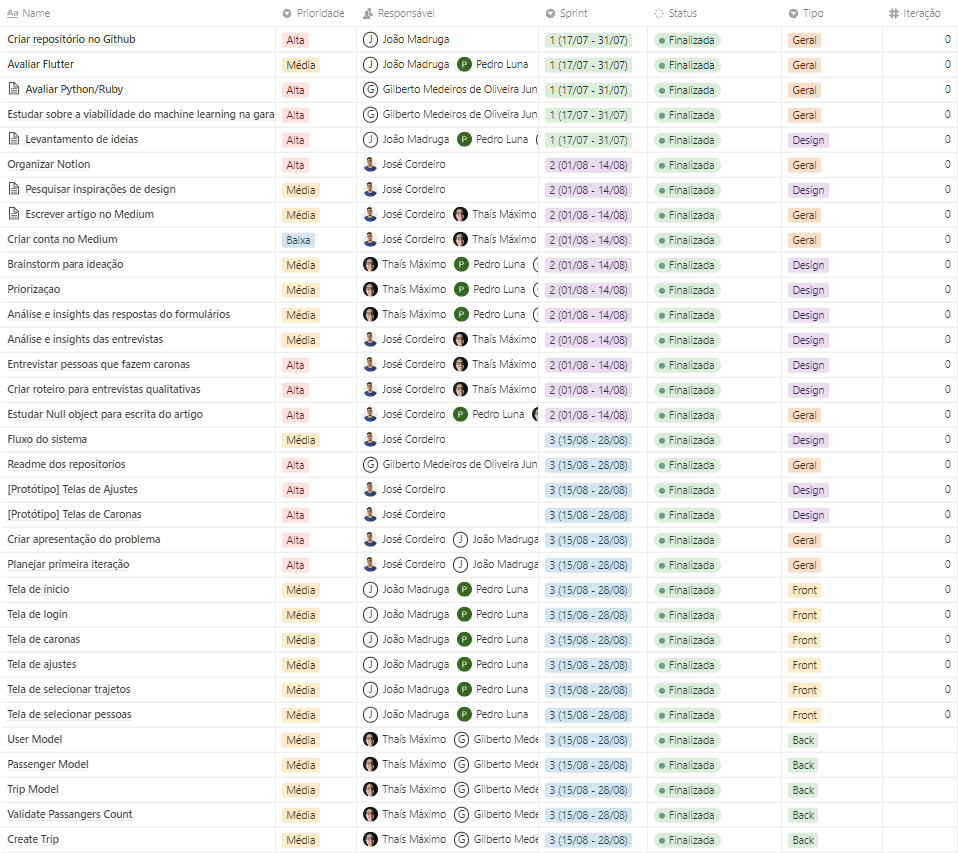 Aa Name Prioridade Responsável Sprint Status Tipo # Iteração
Criar repositório no Github Alta J João Madruga 1 (17/07 - 31/07) Finalizada Geral 0
Avaliar Flutter Média J João Madruga P Pedro Luna 1 (17/07 - 31/07) Finalizada Geral 0
Avaliar Python/Ruby Alta G Gilberto Medeiros de Oliveira Jun 1 (17/07 - 31/07) Finalizada Geral 0
Estudar sobre a viabilidade do machine learning na gara Alta G Gilberto Medeiros de Oliveira Jun 1 (17/07 - 31/07) Finalizada Geral 0
Levantamento de ideias Alta J João Madruga P Pedro Luna 1 (17/07 - 31/07) Finalizada Design 0
Organizar Notion Alta José Cordeiro 2 (01/08 - 14/08) Finalizada Geral 0
Pesquisar inspirações de design Média José Cordeiro 2 (01/08 - 14/08) Finalizada Design 0
Escrever artigo no Medium Média José Cordeiro Thaís Máximo 2 (01/08 - 14/08) Finalizada Geral 0
Criar conta no Medium Baixa José Cordeiro Thaís Máximo 2 (01/08 - 14/08) Finalizada Geral 0
Brainstorm para ideação Média Thaís Máximo P Pedro Luna 2 (01/08 - 14/08) Finalizada Design 0
Priorizaçao Média Thaís Máximo P Pedro Luna 2 (01/08 - 14/08) Finalizada Design 0
Análise e insights das respostas do formulários Média Thaís Máximo P Pedro Luna 2 (01/08 - 14/08) Finalizada Design 0
Análise e insights das entrevistas Média José Cordeiro Thaís Máximo 2 (01/08 - 14/08) Finalizada Design 0
Entrevistar pessoas que fazem caronas Alta José Cordeiro Thaís Máximo 2 (01/08 - 14/08) Finalizada Design 0
Criar roteiro para entrevistas qualitativas Alta José Cordeiro Thaís Máximo 2 (01/08 - 14/08) Finalizada Design 0
Estudar Null object para escrita do artigo Alta José Cordeiro P Pedro Luna 2 (01/08 - 14/08) Finalizada Geral 0
Fluxo do sistema Média José Cordeiro 3 (15/08 - 28/08) Finalizada Design 0
Readme dos repositorios Alta G Gilberto Medeiros de Oliveira Jun 3 (15/08 - 28/08) Finalizada Geral 0
[Protótipo] Telas de Ajustes Alta José Cordeiro 3 (15/08 - 28/08) Finalizada Design 0
[Protótipo] Telas de Caronas Alta José Cordeiro 3 (15/08 - 28/08) Finalizada Design 0
Criar apresentação do problema Alta José Cordeiro J João Madruga 3 (15/08 - 28/08) Finalizada Geral 0
Planejar primeira iteração Alta José Cordeiro J João Madruga 3 (15/08 - 28/08) Finalizada Geral 0
Tela de inicio Média J João Madruga P Pedro Luna 3 (15/08 - 28/08) Finalizada Front 0
Tela de login Média J João Madruga P Pedro Luna 3 (15/08 - 28/08) Finalizada Front 0
Tela de caronas Média J João Madruga P Pedro Luna 3 (15/08 - 28/08) Finalizada Front 0
Tela de ajustes Média J João Madruga P Pedro Luna 3 (15/08 - 28/08) Finalizada Front 0
Tela de selecionar trajetos Média J João Madruga P Pedro Luna 3 (15/08 - 28/08) Finalizada Front 0
Tela de selecionar pessoas Média J João Madruga P Pedro Luna 3 (15/08 - 28/08) Finalizada Front 0
User Model Média Thaís Máximo G Gilberto Mede 3 (15/08 - 28/08) Finalizada Back
Passenger Model Média Thaís Máximo G Gilberto Mede 3 (15/08 - 28/08) Finalizada Back
Trip Model Média Thaís Máximo G Gilberto Mede 3 (15/08 - 28/08) Finalizada Back
Validate Passangers Count Média Thaís Máximo G Gilberto Mede 3 (15/08 - 28/08) Finalizada Back
Create Trip Média Thaís Máximo G Gilberto Mede 3 (15/08 - 28/08) Finalizada Back